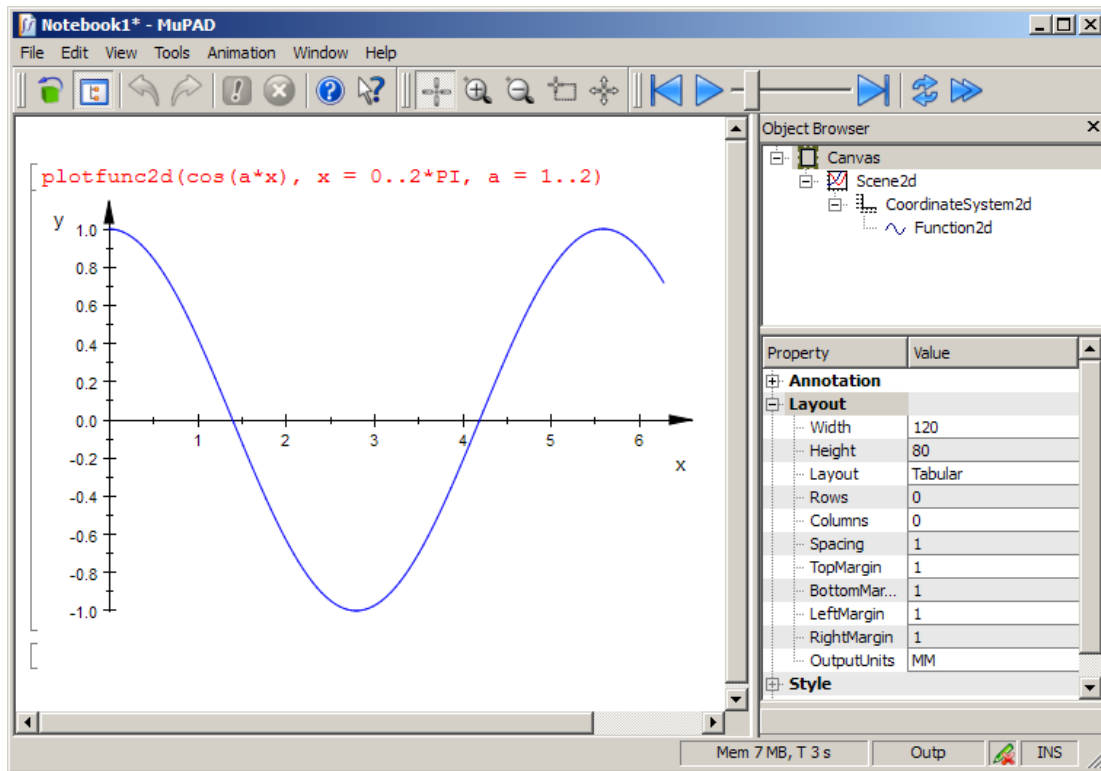 Notebook1* - MuPAD
File Edit View Tools Animation Window Help
plotfunc2d(cos(a*x), x = 0..2*PI, a = 1..2)
y
1.0
0.8
0.6
0.4
0.2
0.0
-0.2
-0.4
-0.6
-0.8
-1.0
1 2 3 4 5 6
x
Object Browser
Canvas
Scene2d
CoordinateSystem2d
Function2d
Property Value
Annotation
Layout
Width 120
Height 80
Layout Tabular
Rows 0
Columns 0
Spacing 1
TopMargin 1
BottomMar... 1
LeftMargin 1
RightMargin 1
OutputUnits MM
Style
Mem 7 MB, T 3 s Outp INS